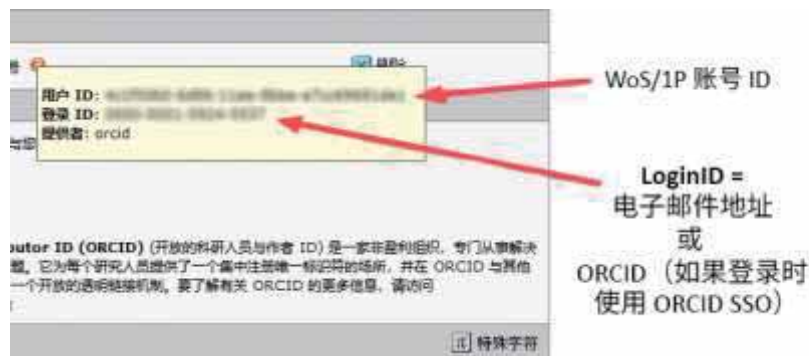 用户 ID:
登录 ID:
提供者: orcid
WoS/1P 账号 ID
LoginID =
电子邮件地址
或
ORCID（如果登录时
使用 ORCID SSO）
utor ID (ORCID) (开放的科研人员与作者 ID) 是一家非盈利组织，专门从事解决
题。它为每个研究人员提供了一个集中注册唯一标识符的场所，并在 ORCID 与其他
一个开放的透明链接机制。要了解有关 ORCID 的更多信息，请访问
特殊字符